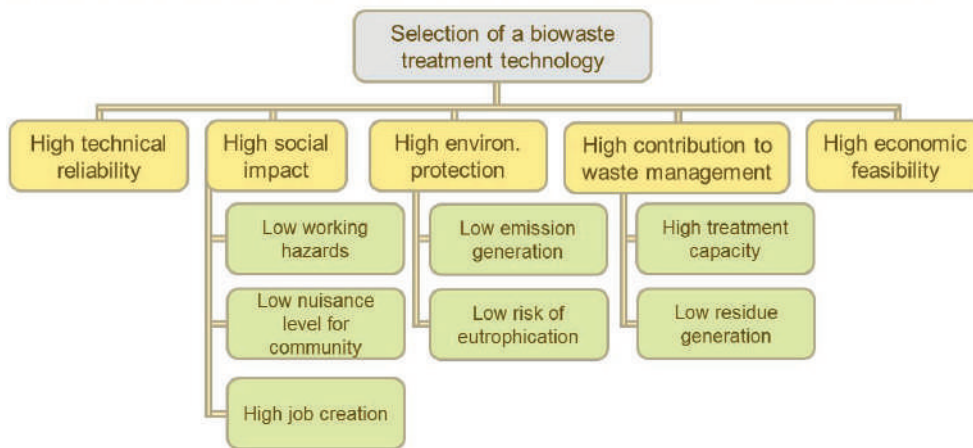 Selection of a biowaste
treatment technology
High technical
reliability
High social
impact
High environ.
protection
High contribution to
waste management
High economic
feasibility
Low working
hazards
Low nuisance
level for
community
High job creation
Low emission
generation
Low risk of
eutrophication
High treatment
capacity
Low residue
generation